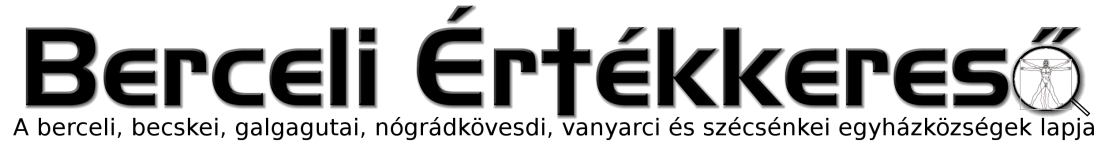 Berceli Értékkereső
A berceli, becskei, galgagutai, nógrádkövesdi, vanyarci és szécsénkei egyházközségek lapja